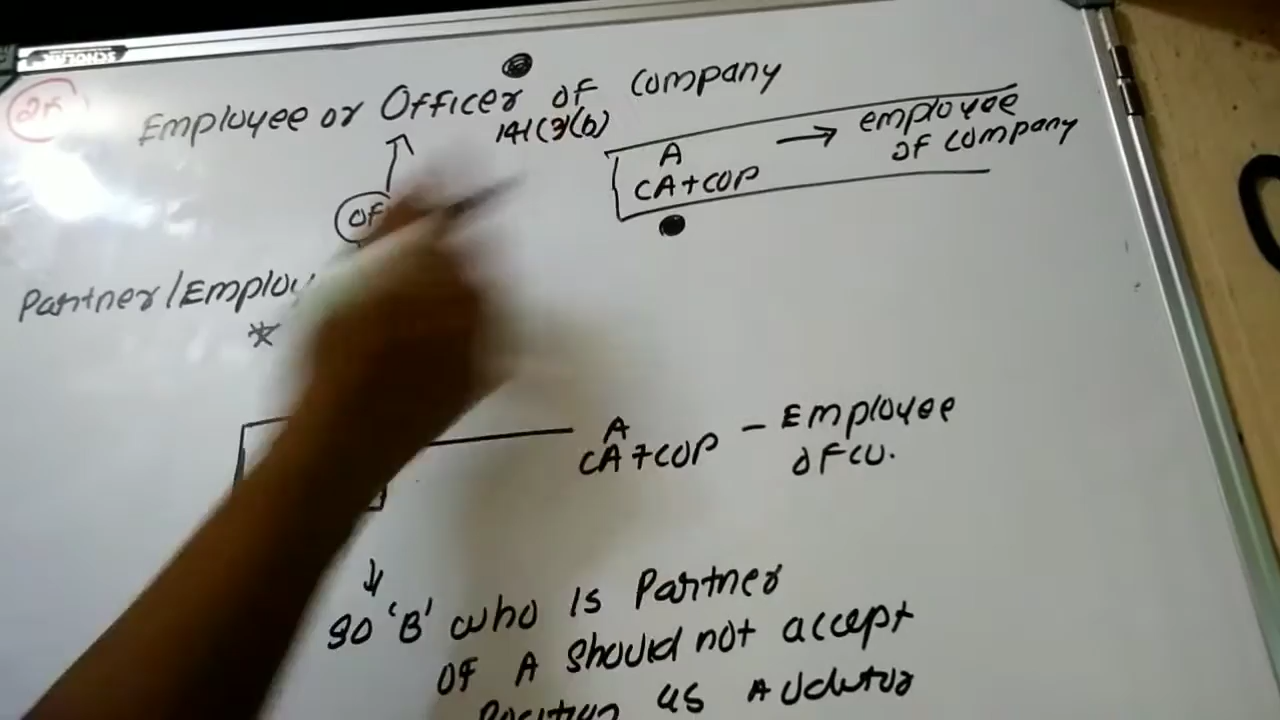 Employee or Officer of Company
141(3)(b)
A
CA+COP → employee
of company
Of
Partner/Employ
A
CA+COP - Employee
of co.
so 'B' who is Partner
of A should not accept
Position as Auditor